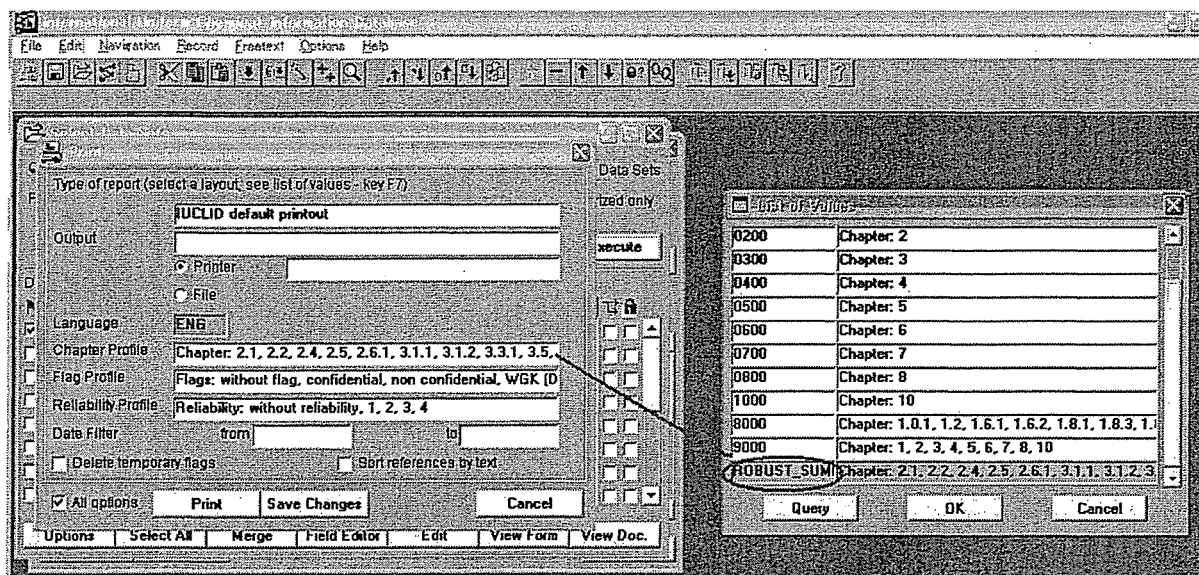 International Uniform Chemical Information Database
File Edit Navigation Record Freetext Options Help
Data Sets
Print
Type of report (select a layout, see list of values - key F7)
ized only
IUCLID default printout
Output
xecute
Printer
File
Language ENG
Chapter Profile Chapter: 2.1, 2.2, 2.4, 2.5, 2.6.1, 3.1.1, 3.1.2, 3.3.1, 3.5,
Flag Profile Flags: without flag, confidential, non confidential, WGK (D
Reliability Profile Reliability: without reliability, 1, 2, 3, 4
Date Filter from to
Delete temporary flags Sort references by text
All options Print Save Changes Cancel
Options Select All Merge Field Editor Edit View Form View Doc.
List of Values
0200 Chapter: 2
0300 Chapter: 3
0400 Chapter: 4
0500 Chapter: 5
0600 Chapter: 6
0700 Chapter: 7
0800 Chapter: 8
1000 Chapter: 10
8000 Chapter: 1.0.1, 1.2, 1.6.1, 1.6.2, 1.8.1, 1.8.3, 1.
9000 Chapter: 1, 2, 3, 4, 5, 6, 7, 8, 10
ROBUST_SUM Chapter: 2.1, 2.2, 2.4, 2.5, 2.6.1, 3.1.1, 3.1.2, 3.
Query OK Cancel